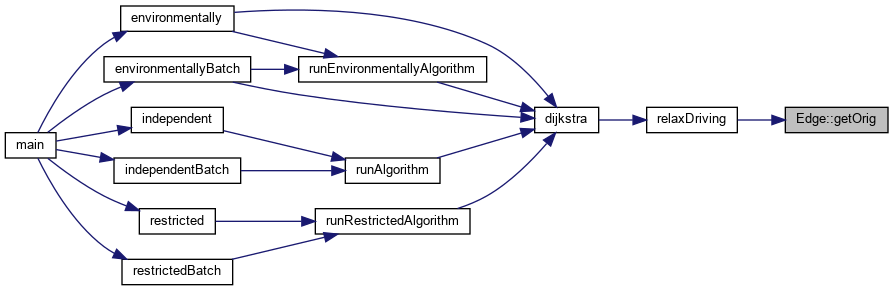 environmentally
environmentallyBatch
runEnvironmentallyAlgorithm
independent
dijkstra
relaxDriving
Edge::getOrig
main
independentBatch
runAlgorithm
restricted
runRestrictedAlgorithm
restrictedBatch